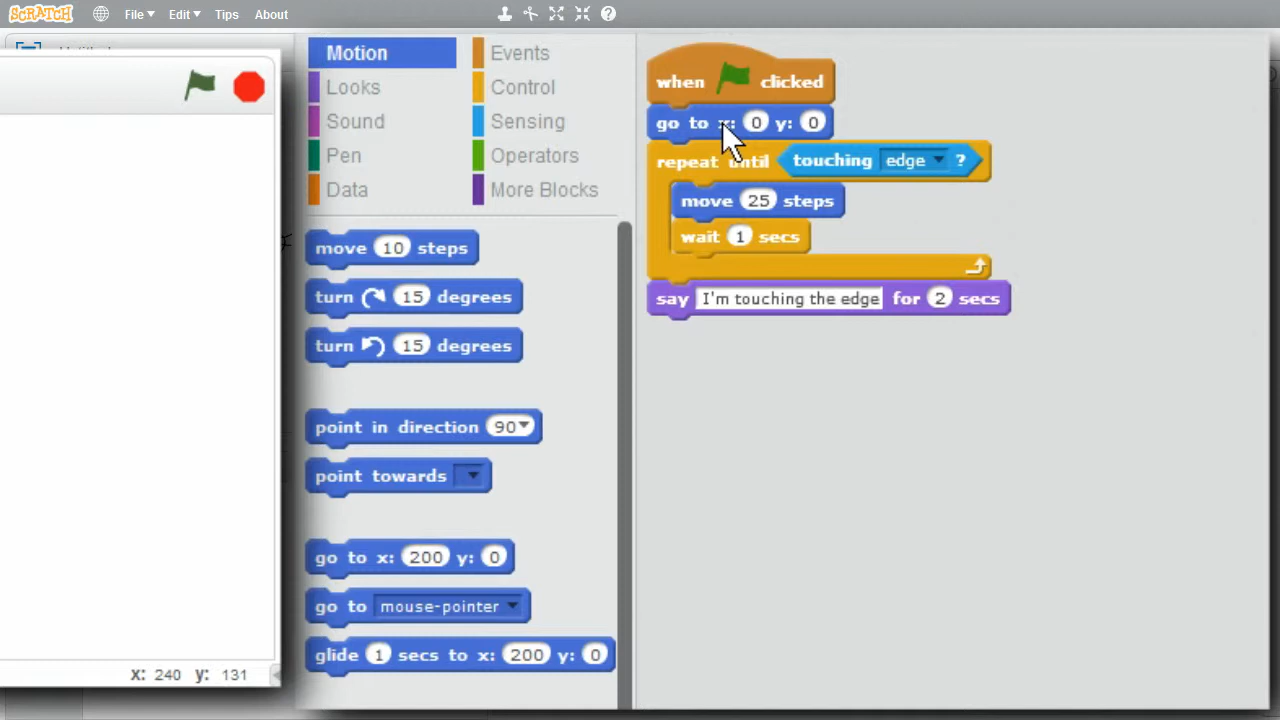 SCRATCH File Edit Tips About
Motion Events
Looks Control
Sound Sensing
Pen Operators
Data More Blocks
move 10 steps
turn 15 degrees
turn 15 degrees
point in direction 90
point towards
go to x: 200 y: 0
go to mouse-pointer
glide 1 secs to x: 200 y: 0
when clicked
go to x: 0 y: 0
repeat until touching edge ?
move 25 steps
wait 1 secs
say I'm touching the edge for 2 secs
x: 240 y: 131